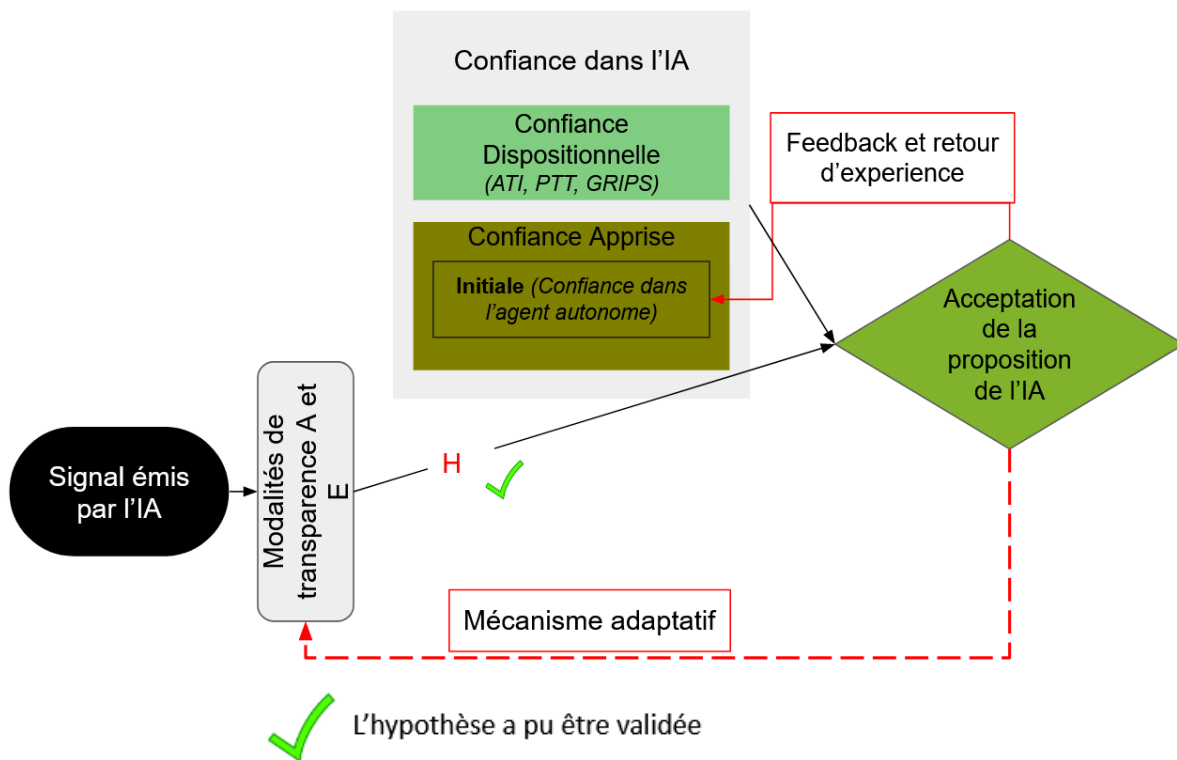 Confiance dans l'IA
Confiance
Dispositionnelle
(ATI, PTT, GRIPS)
Feedback et retour
d'experience
Confiance Apprise
Initiale (Confiance dans
l'agent autonome)
Acceptation
de la
proposition
de l'IA
Signal émis
par l'IA
Modalités de
transparence A et
E
H
Mécanisme adaptatif
L'hypothèse a pu être validée